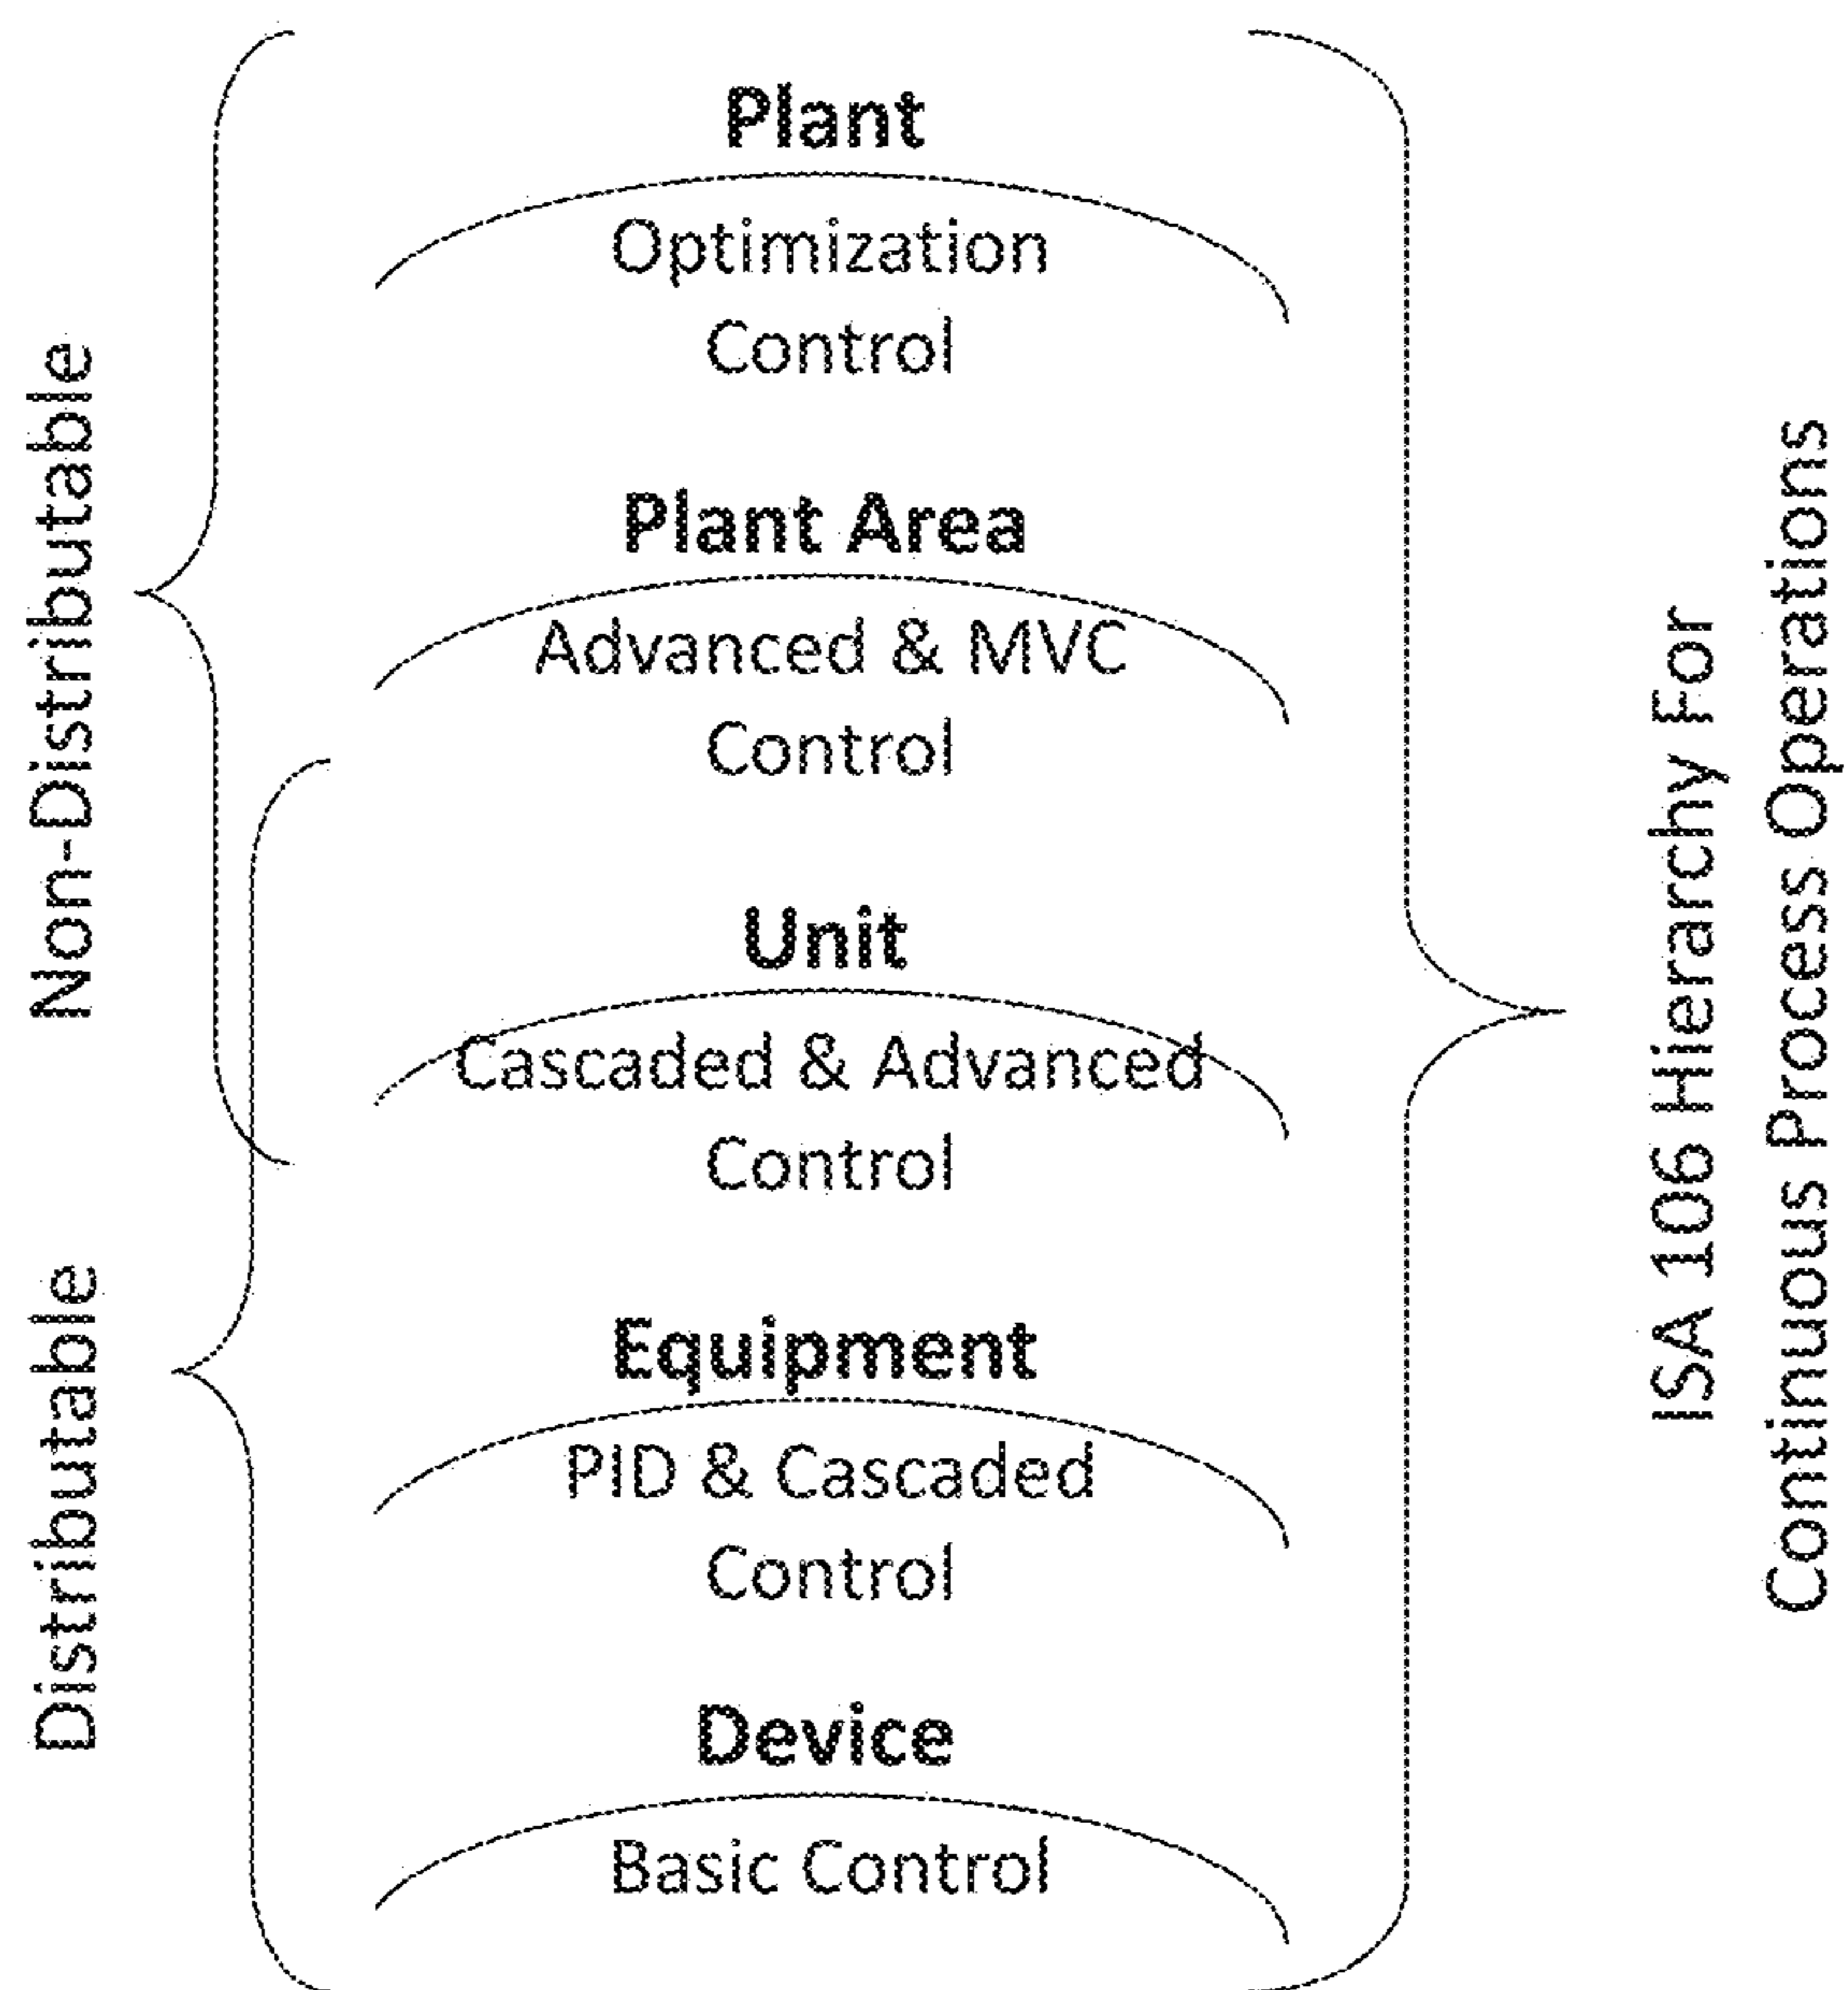 Non-Distributable
Distributable
Plant
Optimization
Control
Plant Area
Advanced & MVC
Control
Unit
Cascaded & Advanced
Control
Equipment
PID & Cascaded
Control
Device
Basic Control
ISA 106 Hierarchy For
Continuous Process Operations